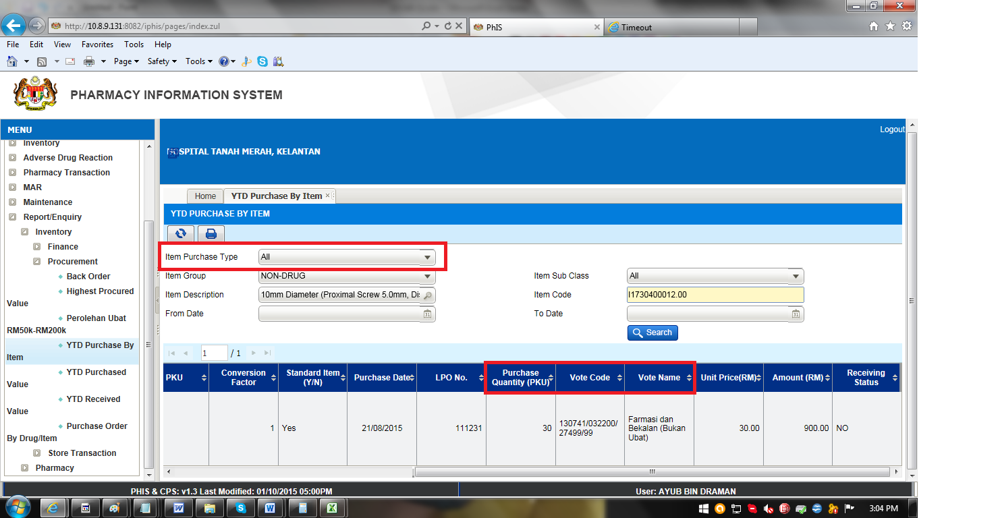 http://10.8.9.131:8082/iphis/pages/index.zul
PhIS
Timeout
File Edit View Favorites Tools Help
Page Safety Tools
PHARMACY INFORMATION SYSTEM
MENU
Logout
Inventory
Adverse Drug Reaction
Pharmacy Transaction
MAR
Maintenance
Report/Enquiry
Inventory
Finance
Procurement
Back Order
Highest Procured
Value
Perolehan Ubat
RM50k-RM200k
YTD Purchase By
Item
YTD Purchased
Value
YTD Received
Value
Purchase Order
By Drug/Item
Store Transaction
Pharmacy
SPITAL TANAH MERAH, KELANTAN
Home YTD Purchase By Item
YTD PURCHASE BY ITEM
Item Purchase Type All
Item Group NON-DRUG Item Sub Class All
Item Description 10mm Diameter (Proximal Screw 5.0mm, Di Item Code I1730400012.00
From Date 31 To Date 31
Search
1 / 1
PKU
Conversion
Factor
Standard Item
(Y/N)
Purchase Date
LPO No.
Purchase
Quantity (PKU)
Vote Code
Vote Name
Unit Price(RM)
Amount (RM)
Receiving
Status
1
Yes
21/08/2015
111231
30
130741/032200/
27499/99
Farmasi dan
Bekalan (Bukan
Ubat)
30.00
900.00
NO
PHIS & CPS: v1.3 Last Modified: 01/10/2015 05:00PM
User: AYUB BIN DRAMAN
3:04 PM